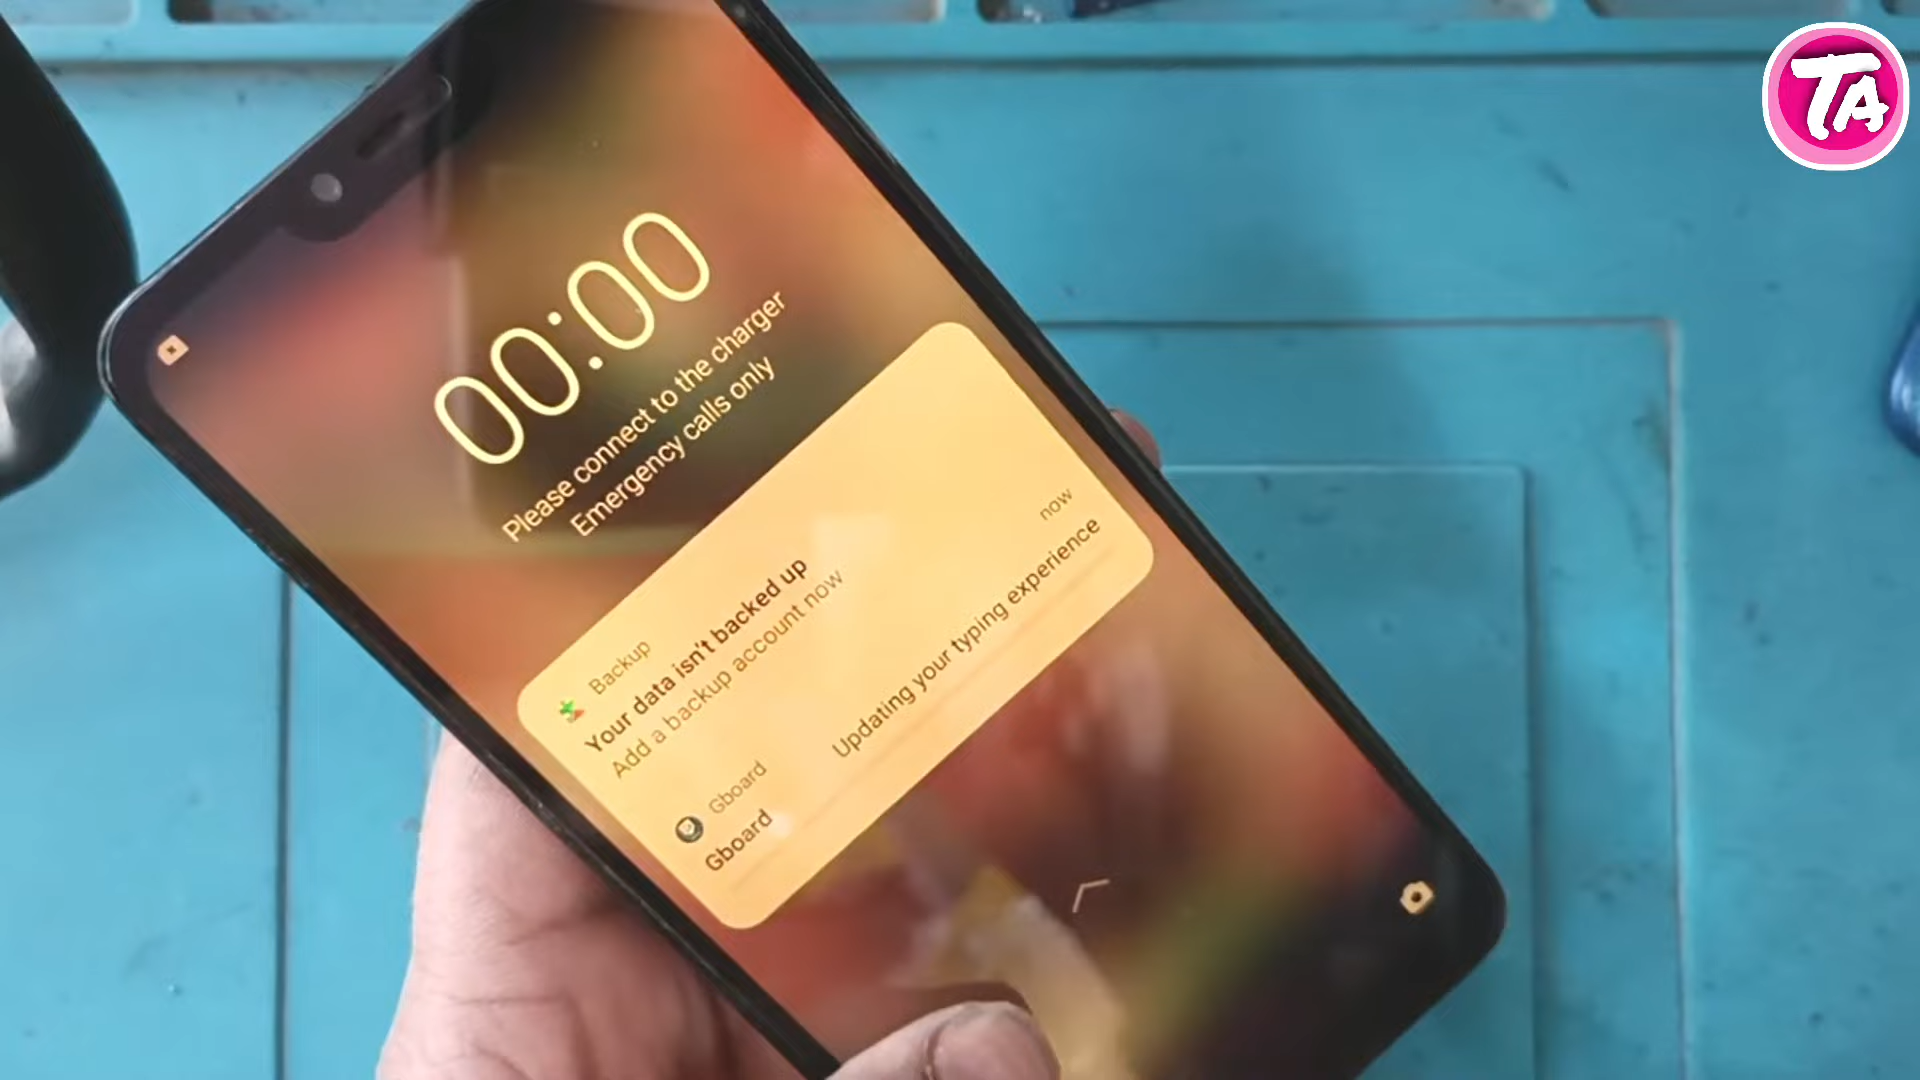 TA
00:00
Please connect to the charger
Emergency calls only
Backup
Your data isn't backed up
Add a backup account now
Gboard
now
Gboard
Updating your typing experience